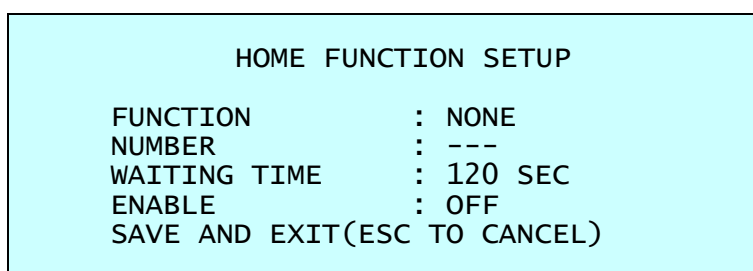 HOME FUNCTION SETUP
FUNCTION : NONE
NUMBER : ---
WAITING TIME : 120 SEC
ENABLE : OFF
SAVE AND EXIT(ESC TO CANCEL)